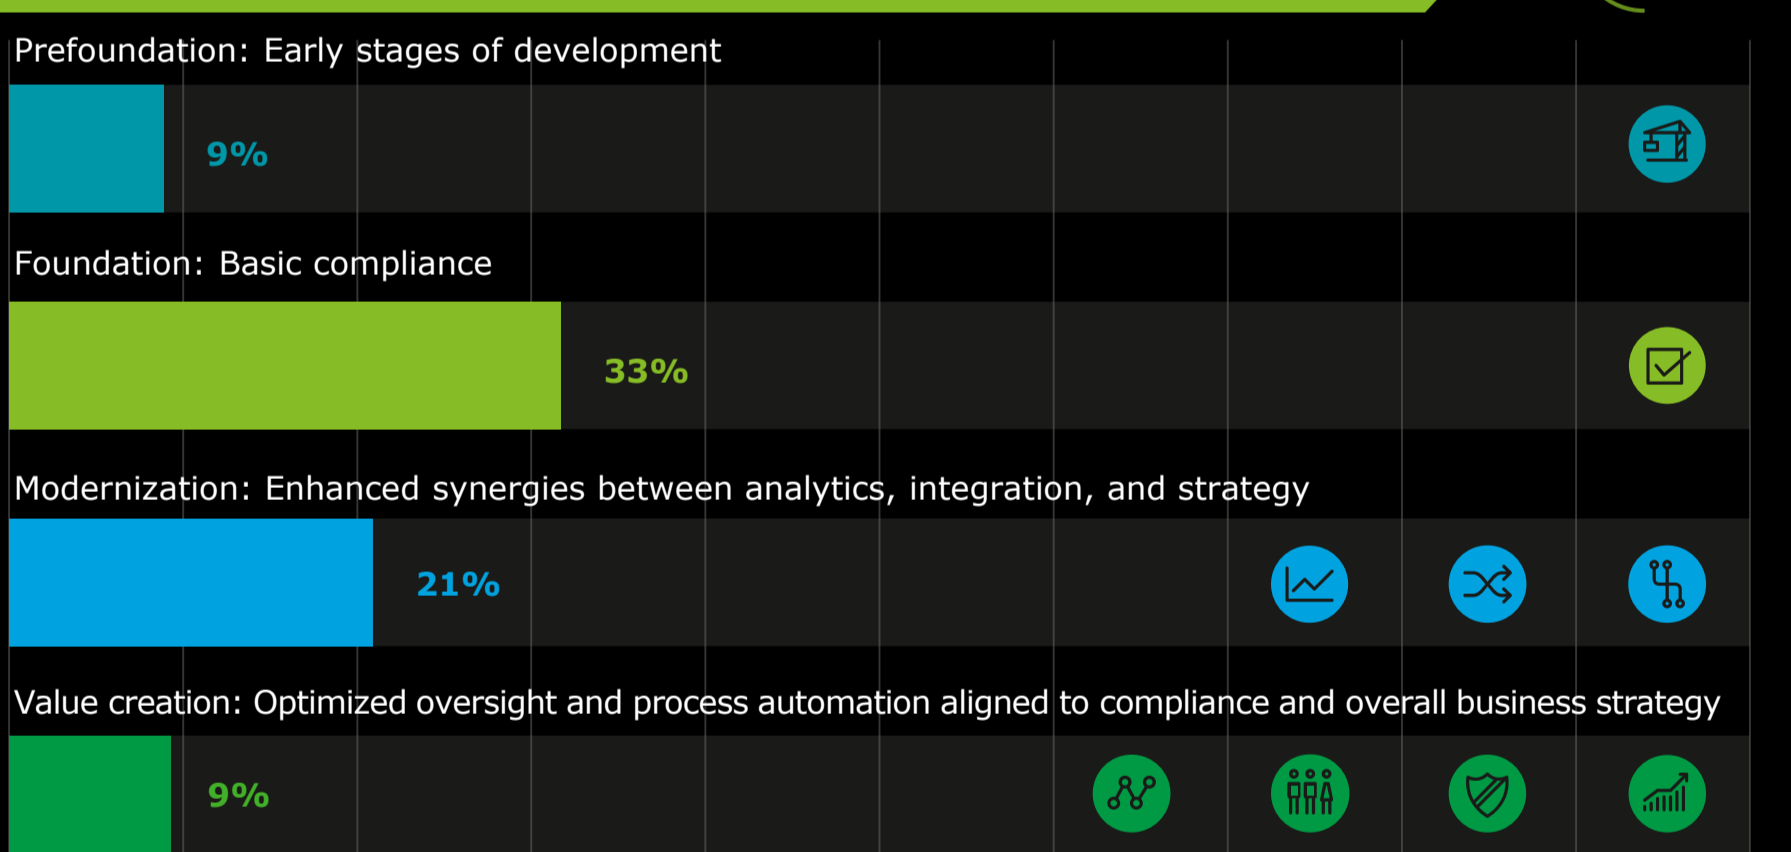 Prefoundation: Early stages of development
9%
Foundation: Basic compliance
33%
Modernization: Enhanced synergies between analytics, integration, and strategy
21%
Value creation: Optimized oversight and process automation aligned to compliance and overall business strategy
9%